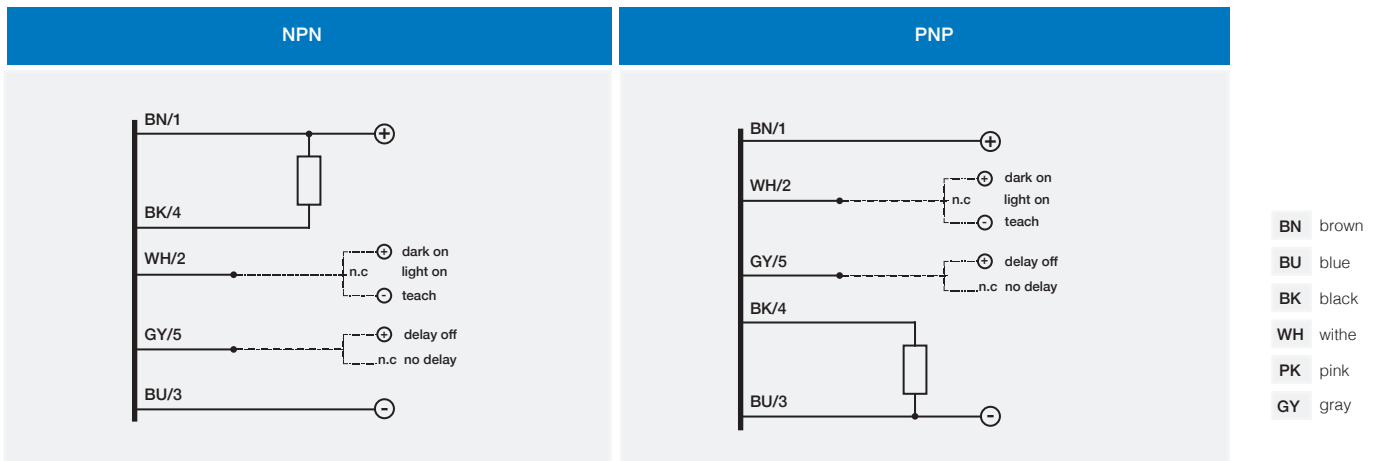 NPN
BN/1
+
BK/4
WH/2
+ dark on
n.c light on
- teach
GY/5
+ delay off
n.c no delay
BU/3
-
PNP
BN/1
+
WH/2
+ dark on
n.c light on
- teach
GY/5
+ delay off
n.c no delay
BK/4
BU/3
-
BN brown
BU blue
BK black
WH withe
PK pink
GY gray